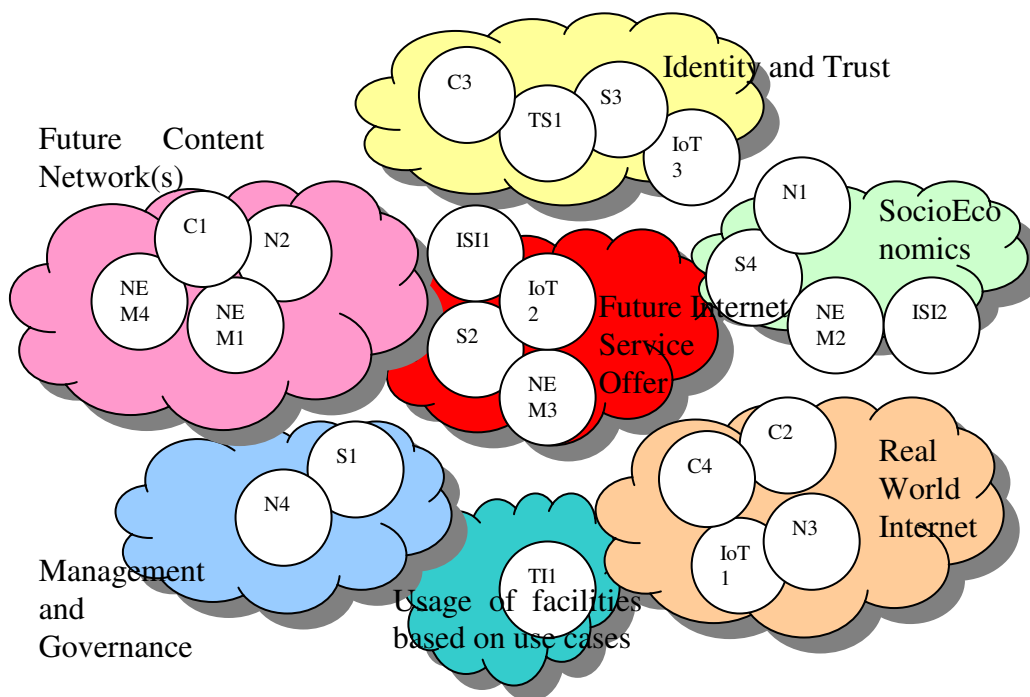 Identity and Trust
C3
S3
TS1
IoT
3
Future Content
Network(s)
C1
N2
NE
M4
NE
M1
ISI1
IoT
2
S2
NE
M3
Future Internet
Service
Offer
N1
SocioEco
nomics
S4
NE
M2
ISI2
S1
N4
Management
and
Governance
TI1
Usage of facilities
based on use cases
C2
C4
N3
IoT
1
Real
World
Internet